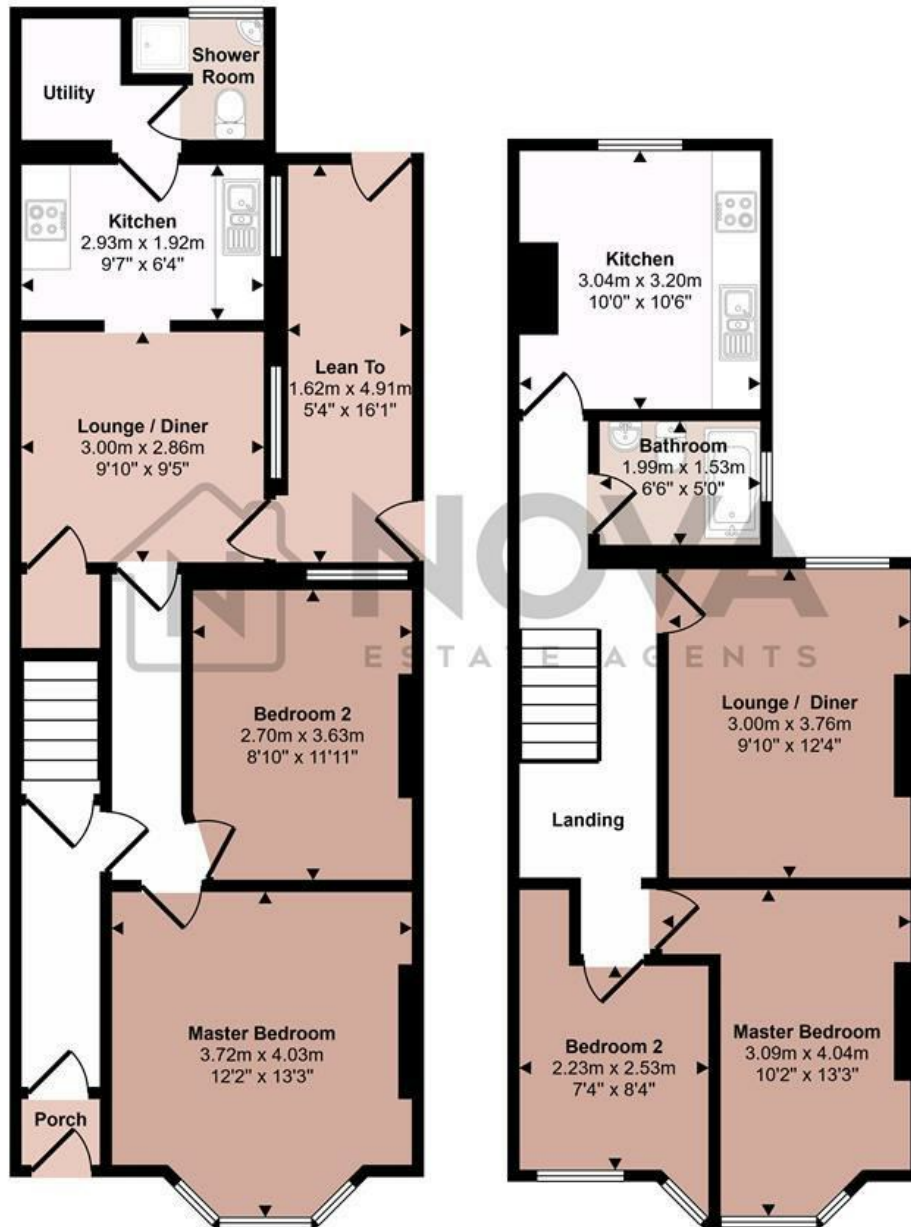 Shower
Room
Utility
Kitchen
2.93m x 1.92m
9'7" x 6'4"
Lean To
1.62m x 4.91m
5'4" x 16'1"
Lounge / Diner
3.00m x 2.86m
9'10" x 9'5"
Bedroom 2
2.70m x 3.63m
8'10" x 11'11"
Master Bedroom
3.72m x 4.03m
12'2" x 13'3"
Porch
Kitchen
3.04m x 3.20m
10'0" x 10'6"
Bathroom
1.99m x 1.53m
6'6" x 5'0"
Lounge / Diner
3.00m x 3.76m
9'10" x 12'4"
Landing
Bedroom 2
2.23m x 2.53m
7'4" x 8'4"
Master Bedroom
3.09m x 4.04m
10'2" x 13'3"
N NOVA
ESTATE AGENTS